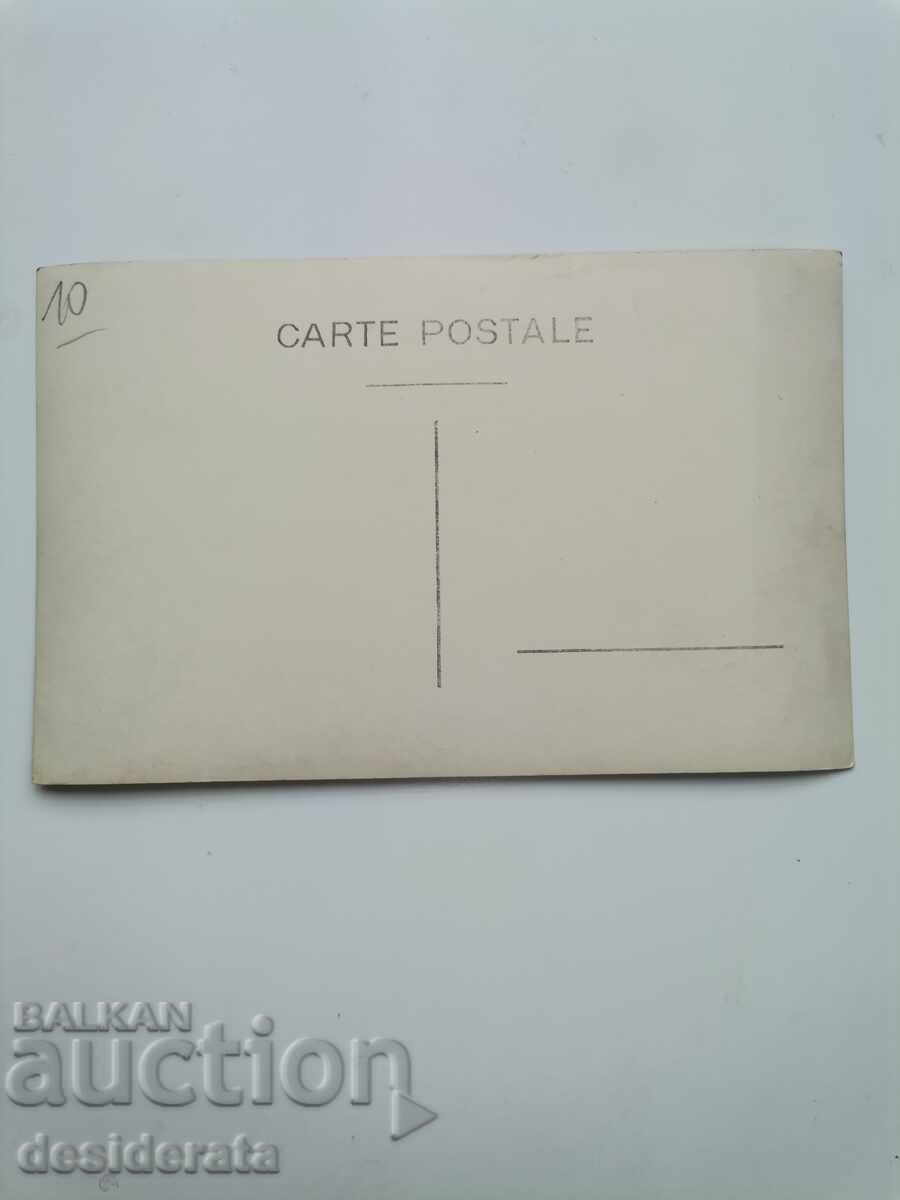 10
CARTE POSTALE
BALKAN
auction
desiderata